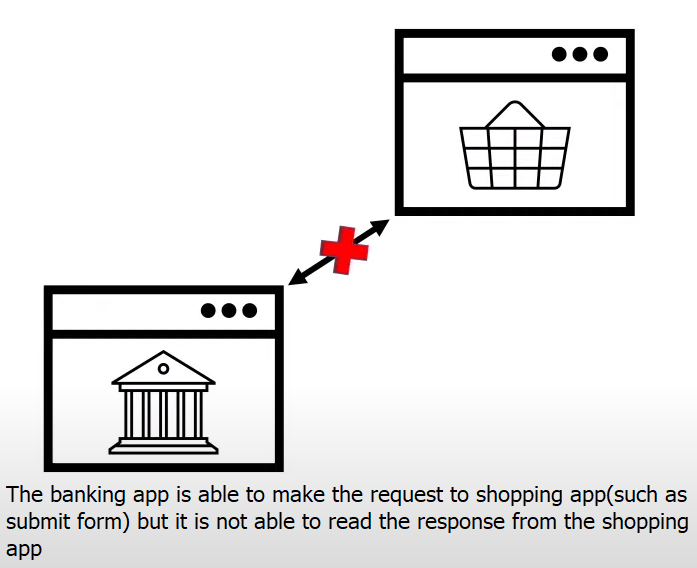 The banking app is able to make the request to shopping app(such as
submit form) but it is not able to read the response from the shopping
app